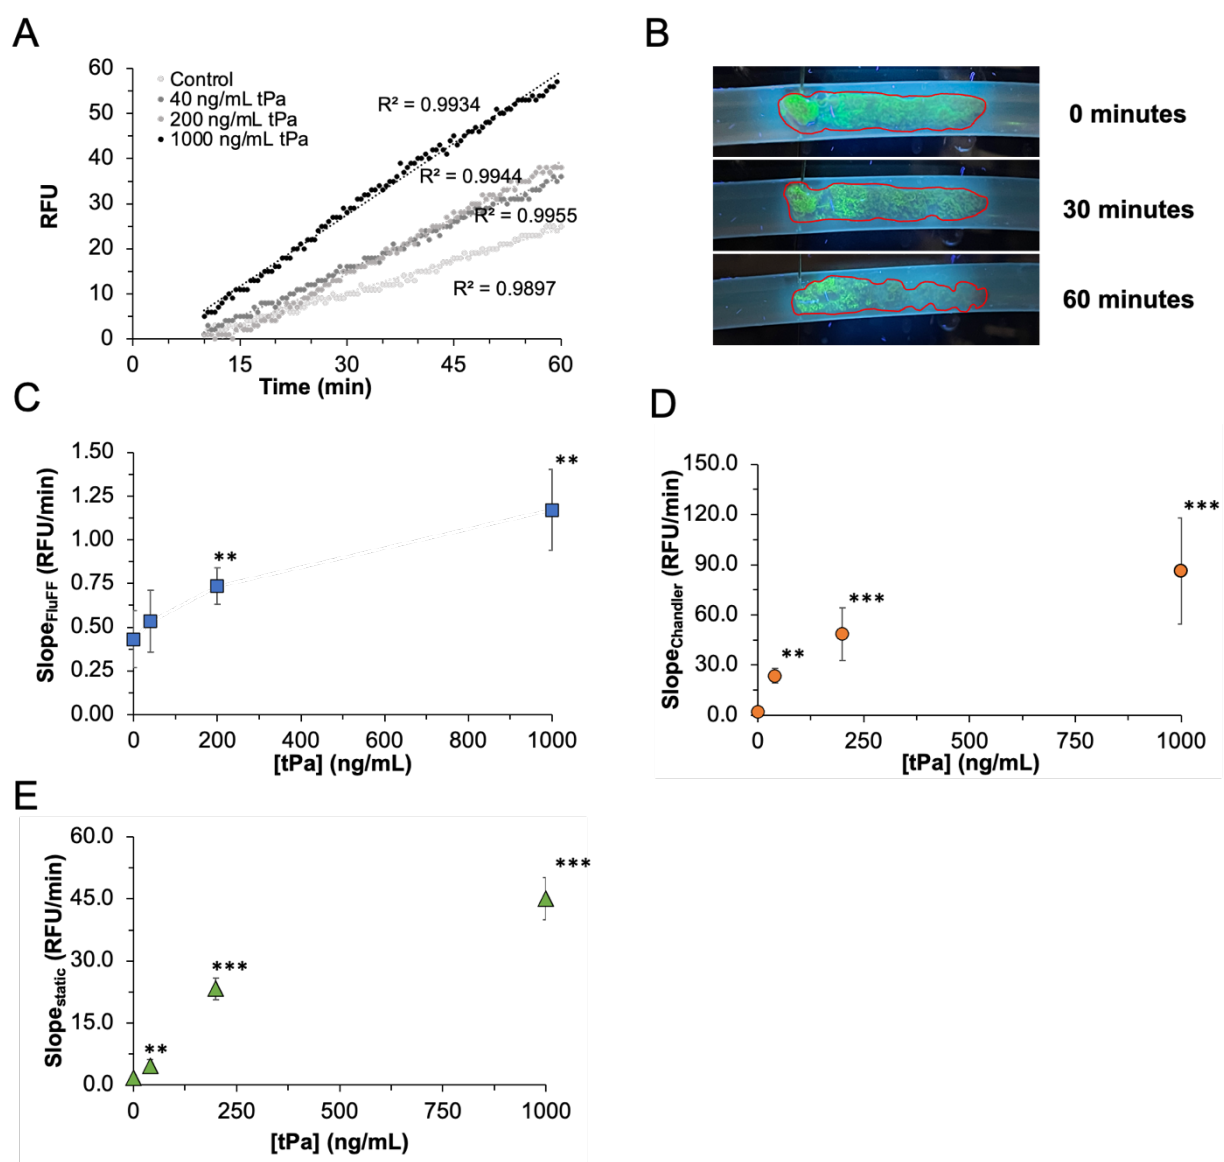 A
RFU
60
50
40
30
20
10
0
Control
40 ng/mL tPa
200 ng/mL tPa
1000 ng/mL tPa
R² = 0.9934
R² = 0.9944
R² = 0.9955
R² = 0.9897
0 15 30 45 60
Time (min)
B
0 minutes
30 minutes
60 minutes
C
SlopeFluFF (RFU/min)
1.50
1.25
1.00
0.75
0.50
0.25
0.00
**
**
0 200 400 600 800 1000
[tPa] (ng/mL)
D
SlopeChandler (RFU/min)
150.0
120.0
90.0
60.0
30.0
0.0
**
***
***
0 250 500 750 1000
[tPa] (ng/mL)
E
Slopestatic (RFU/min)
60.0
45.0
30.0
15.0
0.0
**
***
***
0 250 500 750 1000
[tPa] (ng/mL)